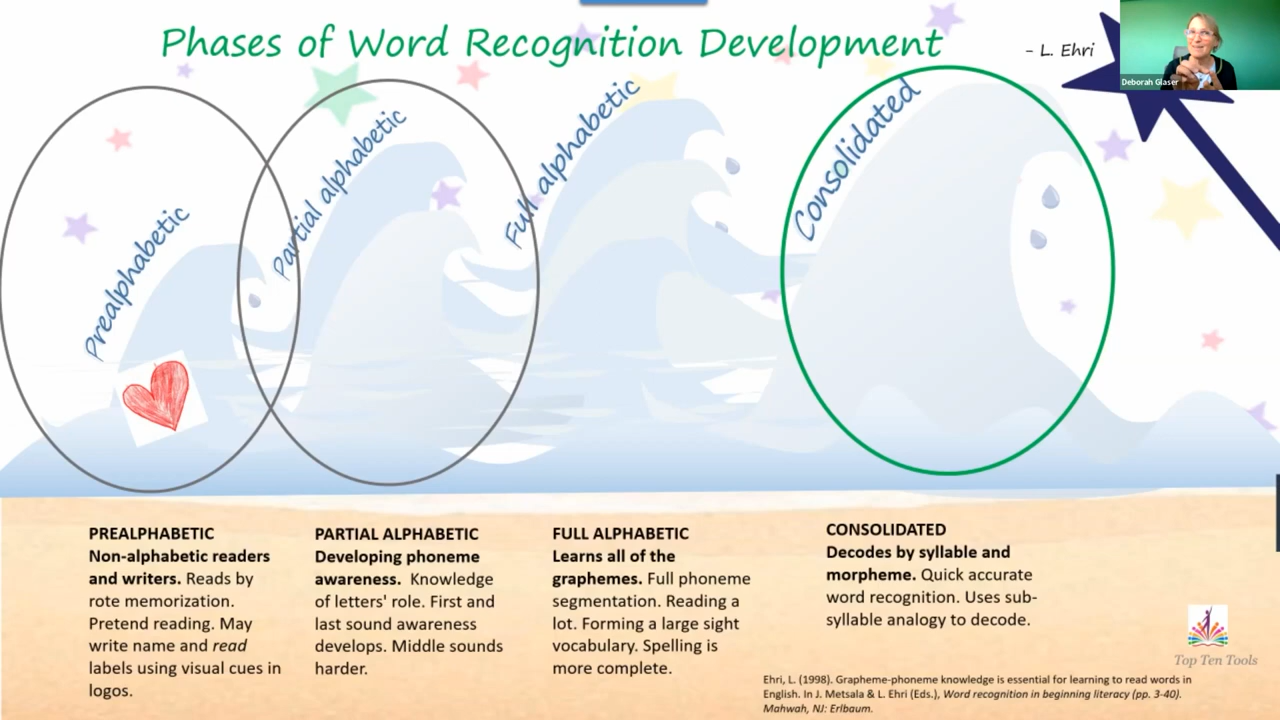 Phases of Word Recognition Development
- L. Ehri
Deborah Glaser
Prealphabetic
Partial alphabetic
Full alphabetic
Consolidated
PREALPHABETIC
Non-alphabetic readers
and writers. Reads by
rote memorization.
Pretend reading. May
write name and read
labels using visual cues in
logos.
PARTIAL ALPHABETIC
Developing phoneme
awareness. Knowledge
of letters' role. First and
last sound awareness
develops. Middle sounds
harder.
FULL ALPHABETIC
Learns all of the
graphemes. Full phoneme
segmentation. Reading a
lot. Forming a large sight
vocabulary. Spelling is
more complete.
CONSOLIDATED
Decodes by syllable and
morpheme. Quick accurate
word recognition. Uses sub-
syllable analogy to decode.
Top Ten Tools
Ehri, L. (1998). Grapheme-phoneme knowledge is essential for learning to read words in
English. In J. Metsala & L. Ehri (Eds.), Word recognition in beginning literacy (pp. 3-40).
Mahwah, NJ: Erlbaum.